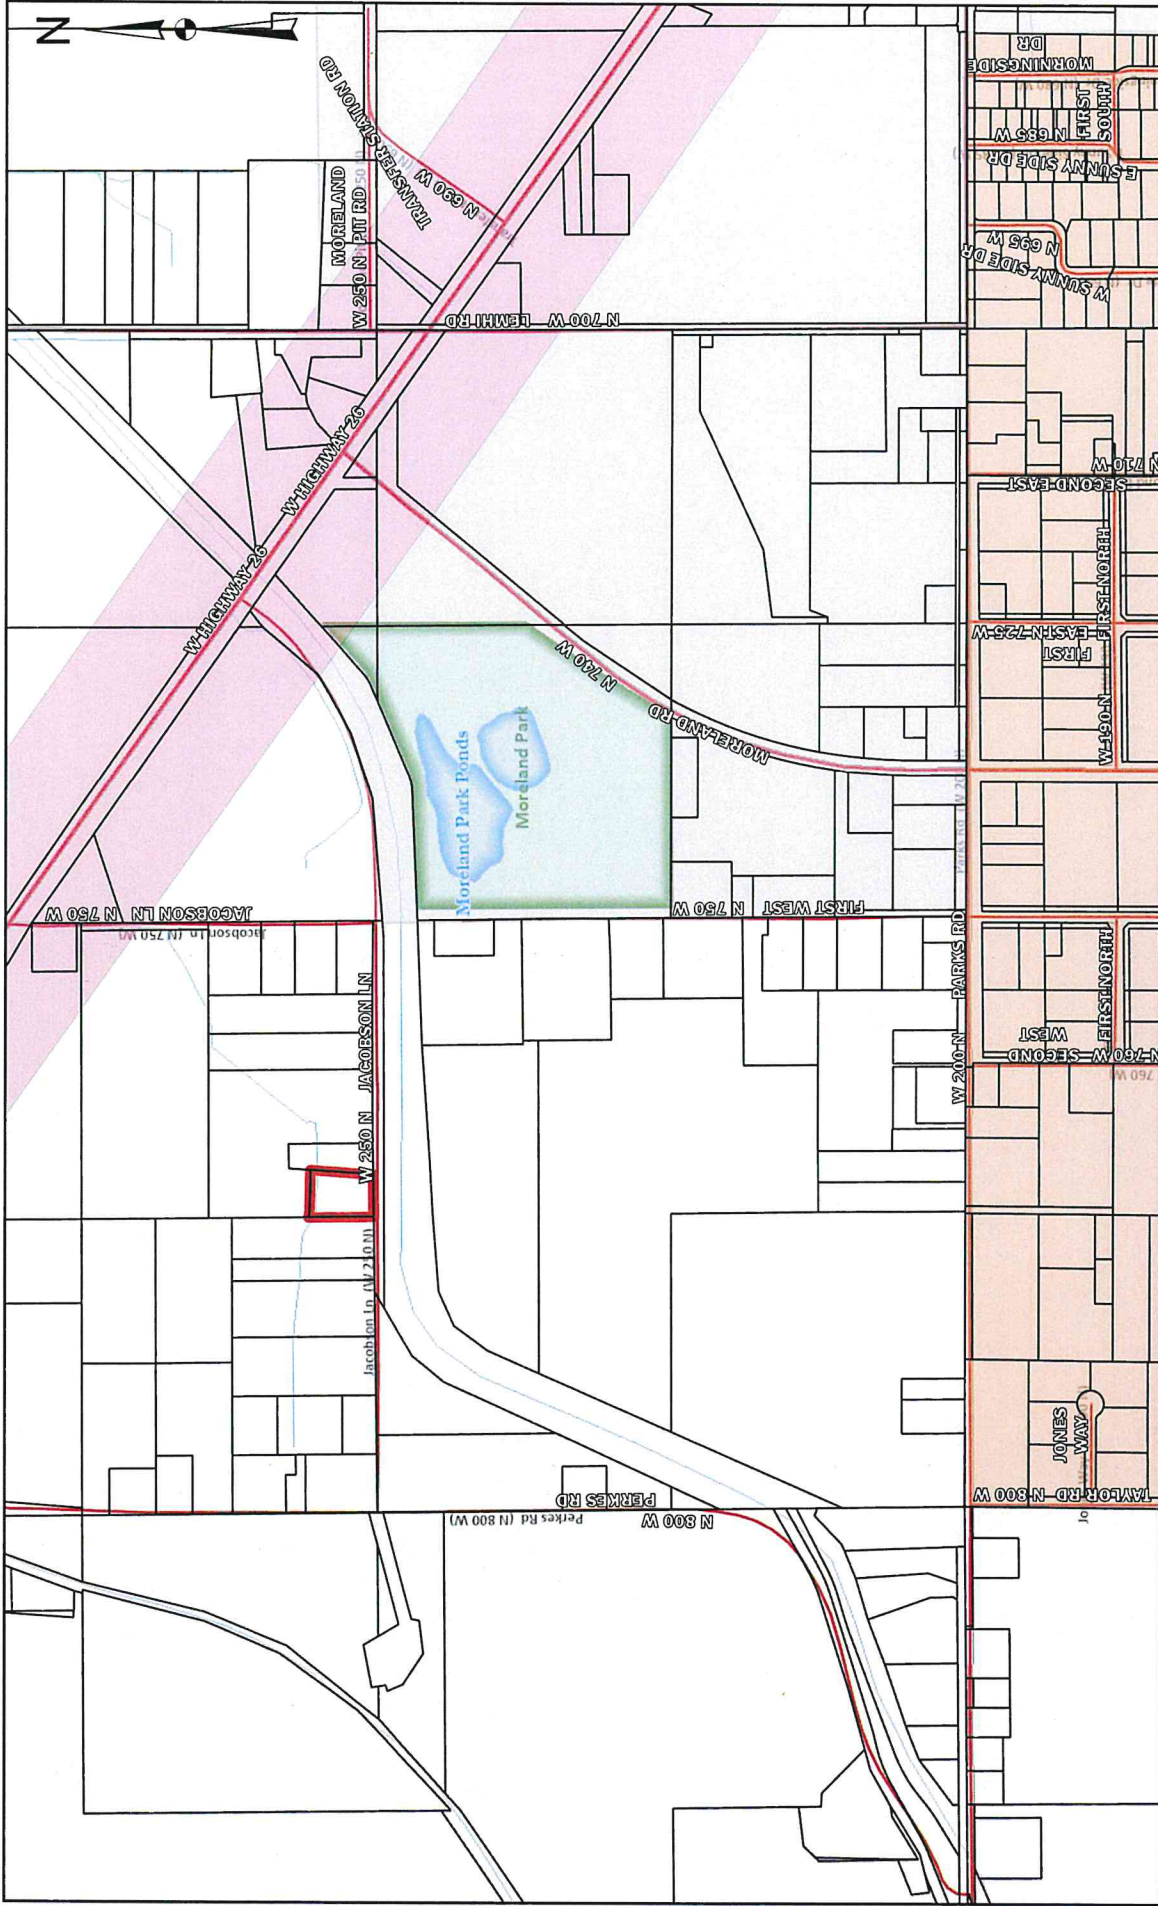 N
MORNINGSIDE
DR
TRANSFER STATION RD
N 690 W
MORELAND
W 250 N PIT RD
FIRST
SOUTH
N 685 W
E SUNNY SIDE DR
N 695 W
W SUNNY SIDE DR
N 700 W LEMHI RD
W HIGHWAY 26
W HIGHWAY 26
N 710 W
SECOND EAST
FIRST NORTH
N 725 W
FIRST
EAST
W 190 N
N 740 W
MORELAND RD
Moreland Park Ponds
Moreland Park
JACOBSON LN N 750 W
Jacobson Ln (N 750 W)
FIRST WEST N 750 W
W 200 N PARKS RD
FIRST NORTH
N 760 W SECOND
WEST
760 W)
W 250 N JACOBSON LN
Jacobson Ln (W 250 N)
JONES
WAY
Jo
TAYLOR RD N 800 W
PERKES RD
N 800 W
Perkes Rd (N 800 W)